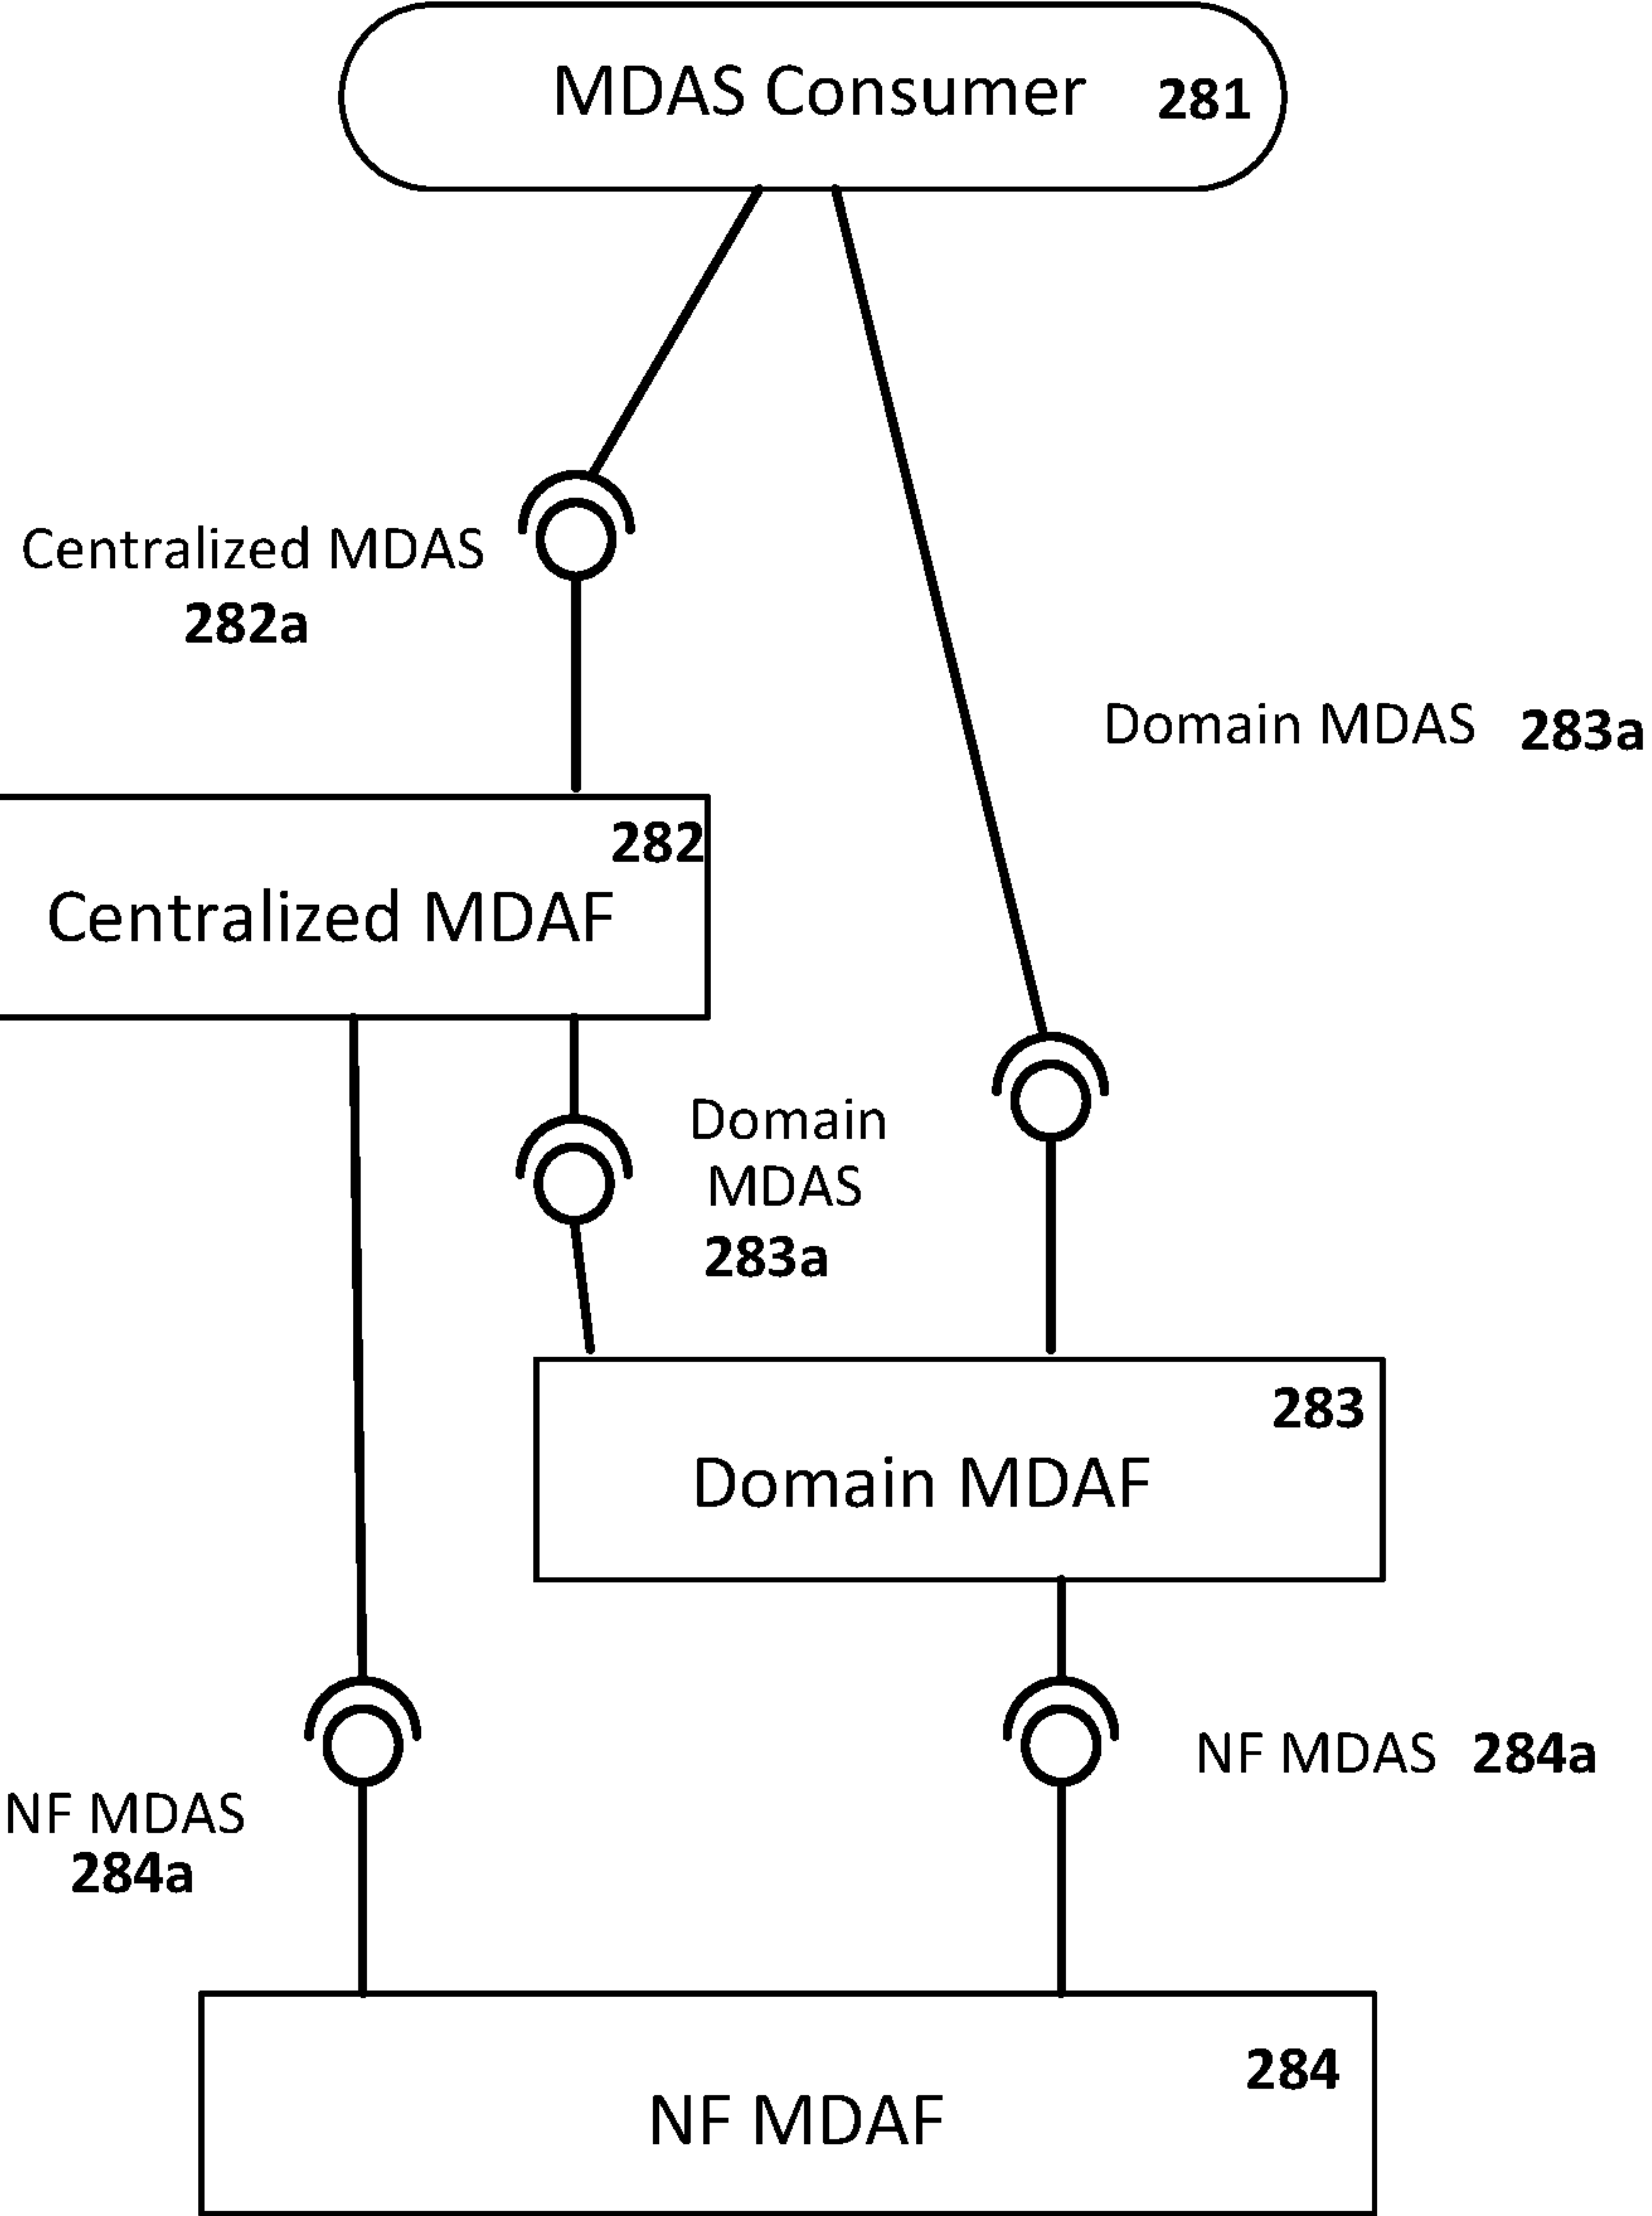 MDAS Consumer 281
Centralized MDAS
282a
Domain MDAS 283a
282
Centralized MDAF
Domain
MDAS
283a
283
Domain MDAF
NF MDAS 284a
NF MDAS
284a
284
NF MDAF